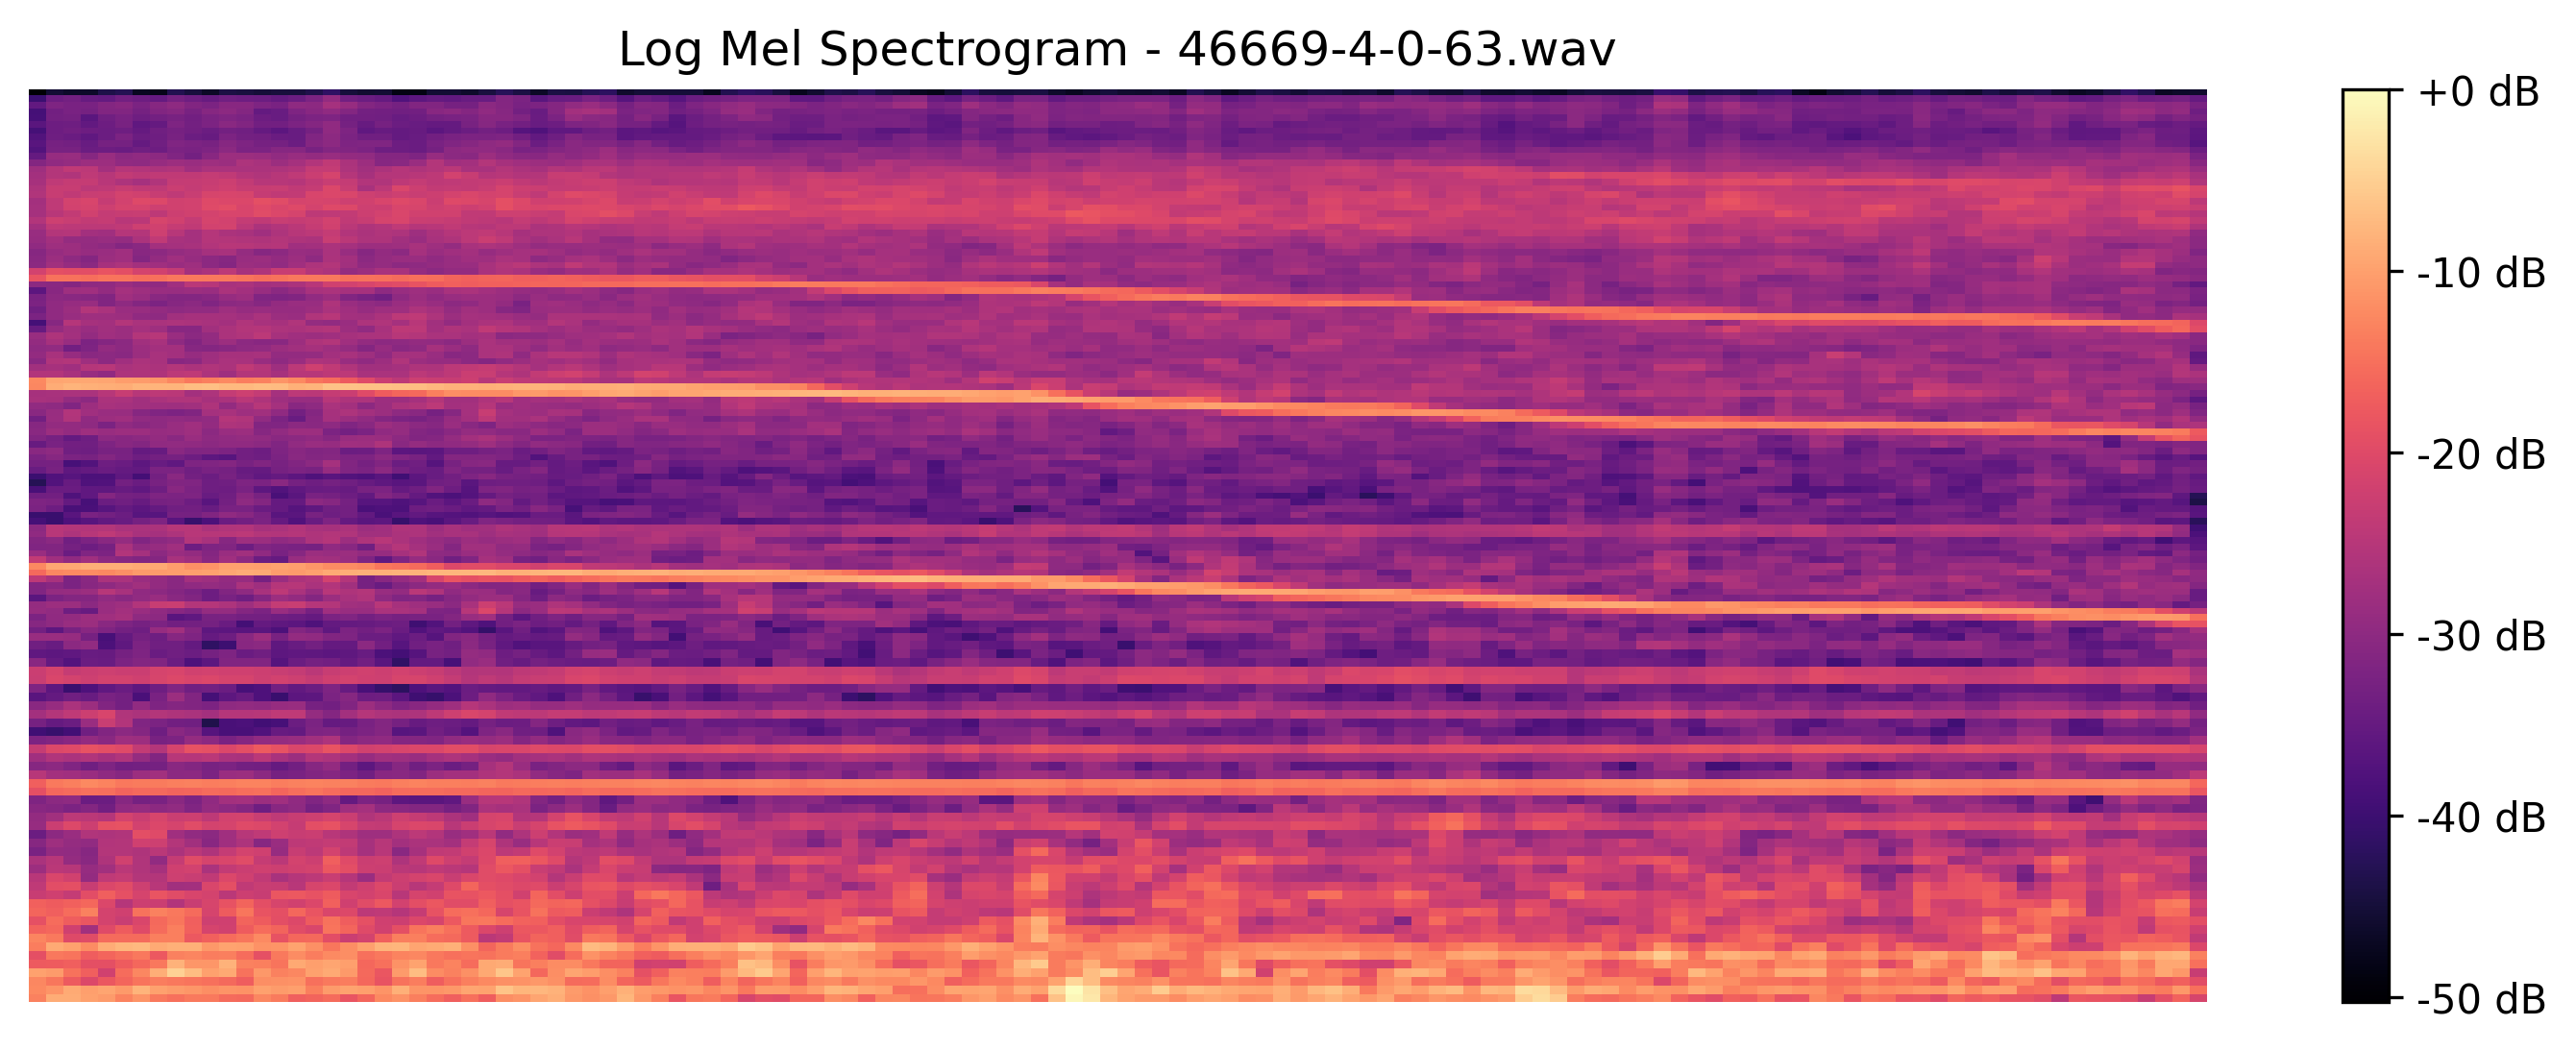 Log Mel Spectrogram - 46669-4-0-63.wav
+0 dB
-10 dB
-20 dB
-30 dB
-40 dB
-50 dB